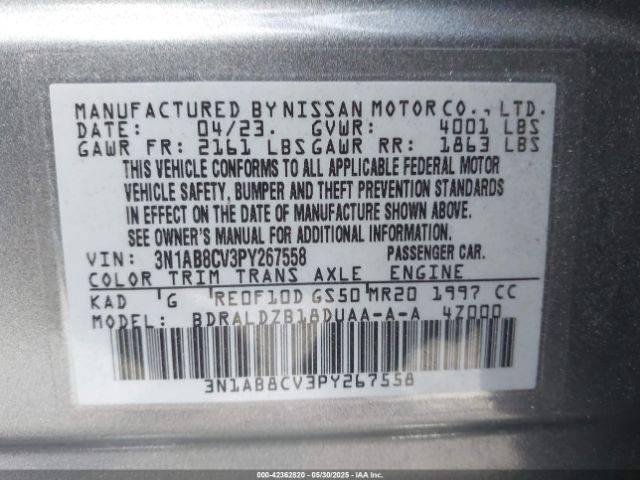 MANUFACTURED BY NISSAN MOTOR CO., LTD.
DATE: 04/23. GVWR: 4001 LBS
GAWR FR: 2161 LBS GAWR RR: 1863 LBS
THIS VEHICLE CONFORMS TO ALL APPLICABLE FEDERAL MOTOR
VEHICLE SAFETY, BUMPER AND THEFT PREVENTION STANDARDS
IN EFFECT ON THE DATE OF MANUFACTURE SHOWN ABOVE.
SEE OWNER'S MANUAL FOR ADDITIONAL INFORMATION.
VIN: 3N1AB8CV3PY267558 PASSENGER CAR.
COLOR TRIM TRANS AXLE ENGINE
KAD G RE0F10D GS50 MR20 1997 CC
MODEL: BDRALDZB18DUAA-A-A 4Z000
3N1AB8CV3PY267558
000-42362820 | 05/30/2025 | IAA Inc.